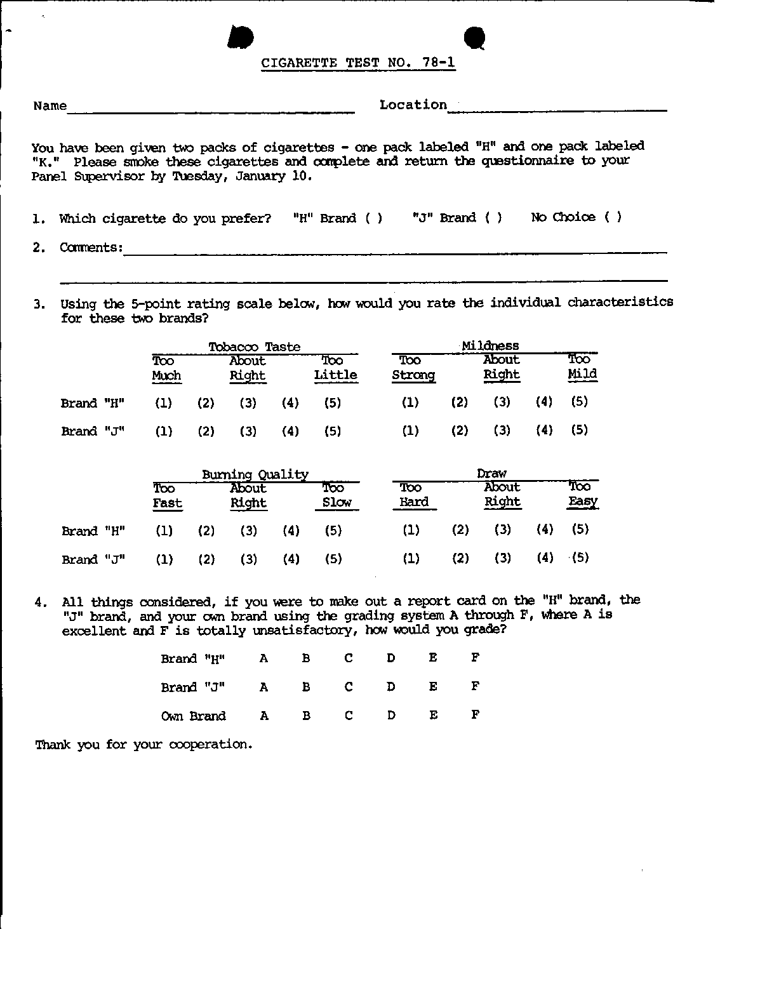 CIGARETTE TEST NO. 78-1
Name Location
You have been given two packs of cigarettes - one pack labeled "H" and one pack labeled
"K." Please smoke these cigarettes and complete and return the questionnaire to your
Panel Supervisor by Tuesday, January 10.
1. Which cigarette do you prefer? "H" Brand ( ) "J" Brand ( ) No Choice ( )
2. Comments:
3. Using the 5-point rating scale below, how would you rate the individual characteristics
for these two brands?
Tobacco Taste Mildness
Too About Too Too About Too
Much Right Little Strong Right Mild
Brand "H" (1) (2) (3) (4) (5) (1) (2) (3) (4) (5)
Brand "J" (1) (2) (3) (4) (5) (1) (2) (3) (4) (5)
Burning Quality Draw
Too About Too Too About Too
Fast Right Slow Hard Right Easy
Brand "H" (1) (2) (3) (4) (5) (1) (2) (3) (4) (5)
Brand "J" (1) (2) (3) (4) (5) (1) (2) (3) (4) (5)
4. All things considered, if you were to make out a report card on the "H" brand, the
"J" brand, and your own brand using the grading system A through F, where A is
excellent and F is totally unsatisfactory, how would you grade?
Brand "H" A B C D E F
Brand "J" A B C D E F
Own Brand A B C D E F
Thank you for your cooperation.